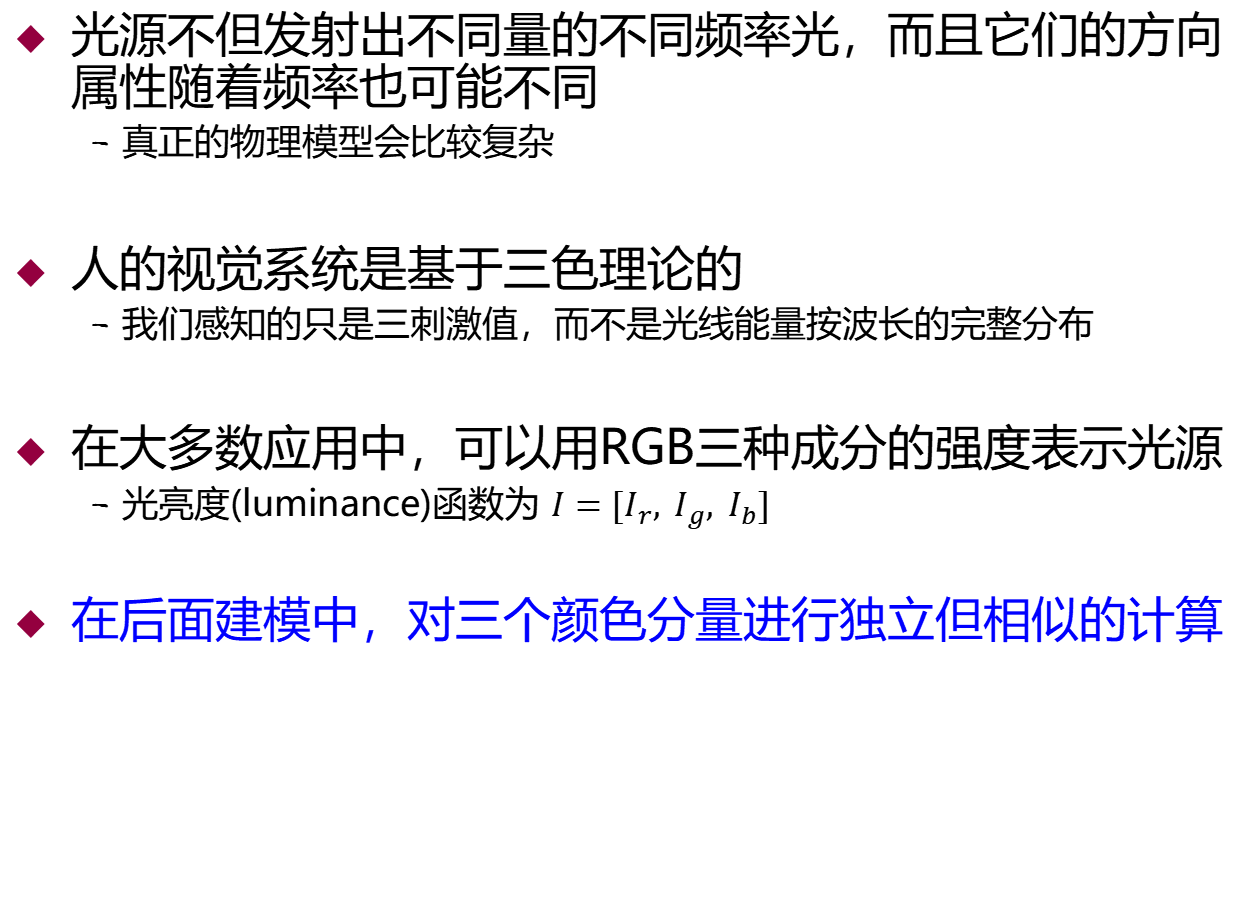 ◆ 光源不但发射出不同量的不同频率光，而且它们的方向
属性随着频率也可能不同
- 真正的物理模型会比较复杂
◆ 人的视觉系统是基于三色理论的
- 我们感知的只是三刺激值，而不是光线能量按波长的完整分布
◆ 在大多数应用中，可以用RGB三种成分的强度表示光源
- 光亮度(luminance)函数为 I = [I_r, I_g, I_b]
◆ 在后面建模中，对三个颜色分量进行独立但相似的计算